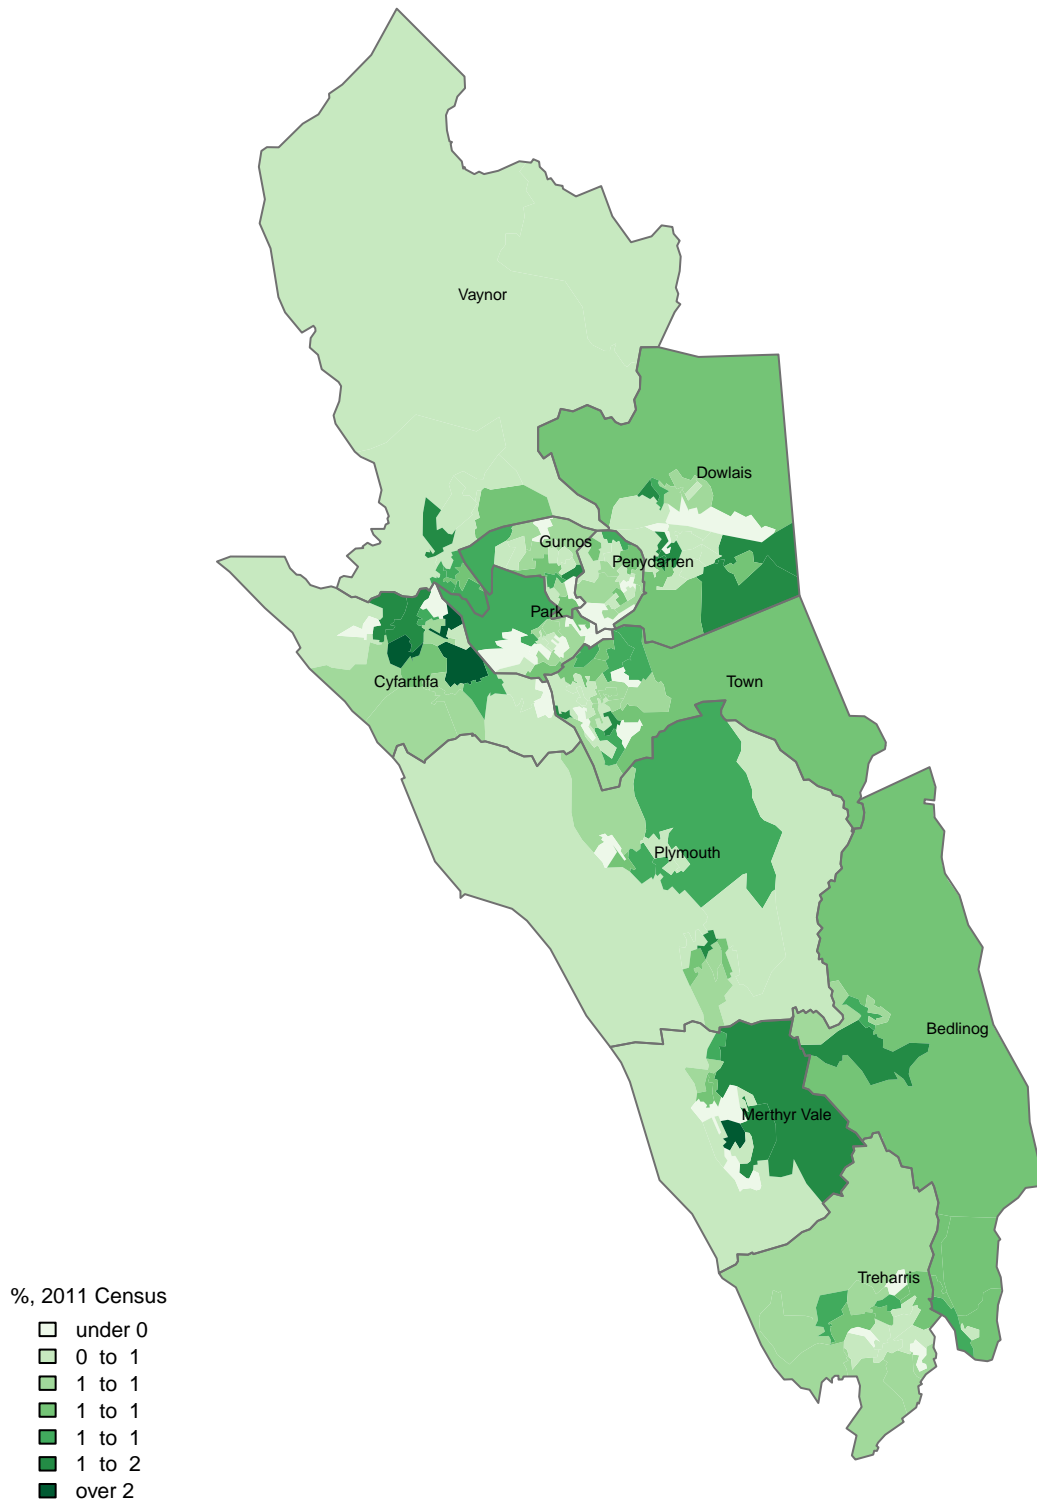 Vaynor
Dowlais
Gurnos
Penydarren
Park
Cyfarthfa
Town
Plymouth
Bedlinog
Merthyr Vale
Treharris
%, 2011 Census
under 0
0 to 1
1 to 1
1 to 1
1 to 1
1 to 2
over 2